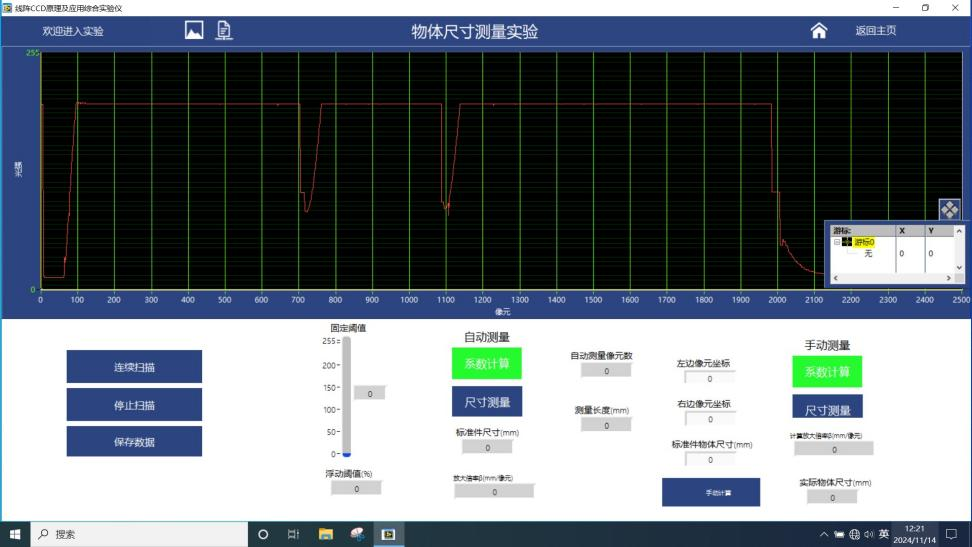 线阵CCD原理及应用综合实验仪
欢迎进入实验
物体尺寸测量实验
返回主页
255
幅值
0
0 100 200 300 400 500 600 700 800 900 1000 1100 1200 1300 1400 1500 1600 1700 1800 1900 2000 2100 2200 2300 2400 2500
像元
游标: X Y
游标0
无 0 0
固定阈值
255
200
150
100
50
0
0
浮动阈值(%)
0
连续扫描
停止扫描
保存数据
自动测量
系数计算
尺寸测量
标准件尺寸(mm)
0
放大倍率β(mm/像元)
0
自动测量像元数
0
测量长度(mm)
0
左边像元坐标
0
右边像元坐标
0
标准件物体尺寸(mm)
0
手动计算
手动测量
系数计算
尺寸测量
计算放大倍率β(mm/像元)
0
实际物体尺寸(mm)
0
搜索
英
12:21
2024/11/14